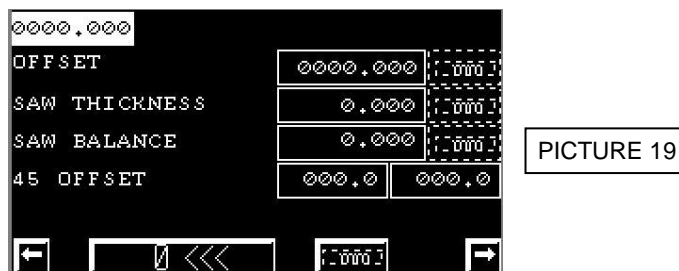 0000.000
OFFSET 0000.000
SAW THICKNESS 0.000
SAW BALANCE 0.000
45 OFFSET 000.0 000.0
PICTURE 19
← 0 <<< →